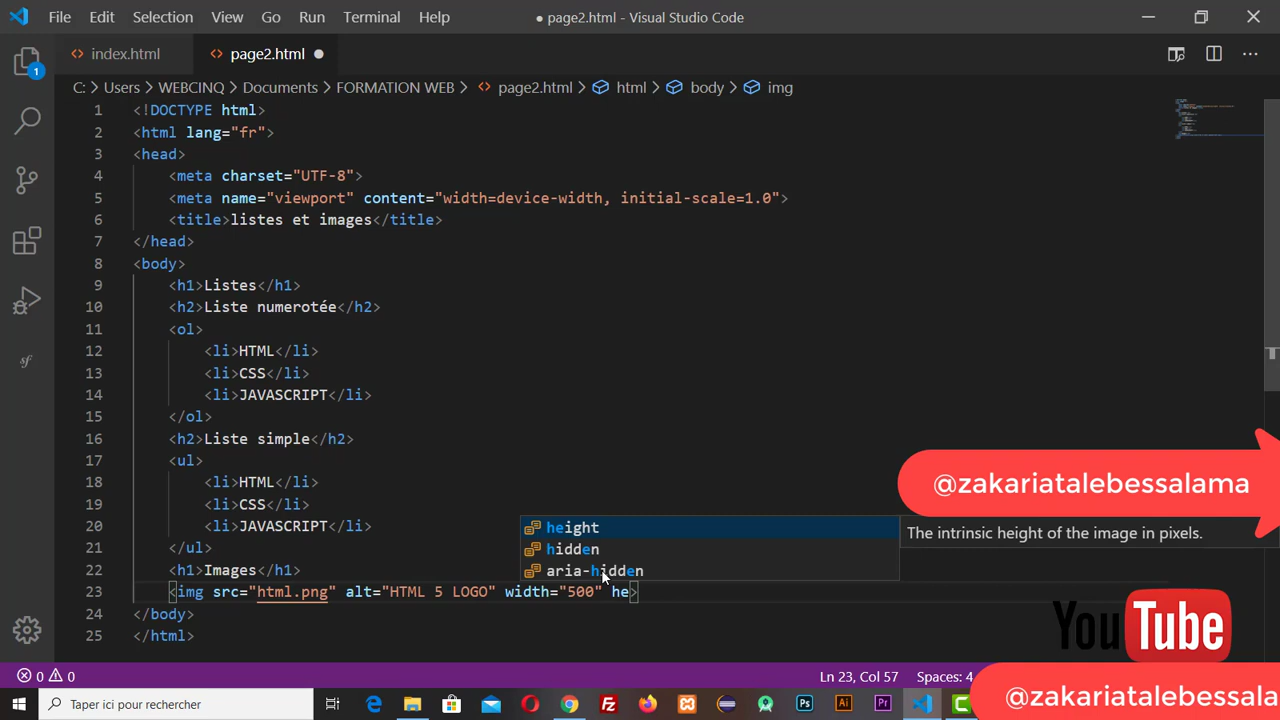 File Edit Selection View Go Run Terminal Help
● page2.html - Visual Studio Code
index.html page2.html
C: > Users > WEBCINQ > Documents > FORMATION WEB > page2.html > html > body > img
1 <!DOCTYPE html>
2 <html lang="fr">
3 <head>
4 <meta charset="UTF-8">
5 <meta name="viewport" content="width=device-width, initial-scale=1.0">
6 <title>listes et images</title>
7 </head>
8 <body>
9 <h1>Listes</h1>
10 <h2>Liste numerotée</h2>
11 <ol>
12 <li>HTML</li>
13 <li>CSS</li>
14 <li>JAVASCRIPT</li>
15 </ol>
16 <h2>Liste simple</h2>
17 <ul>
18 <li>HTML</li>
19 <li>CSS</li>
20 <li>JAVASCRIPT</li>
21 </ul>
22 <h1>Images</h1>
23 <img src="html.png" alt="HTML 5 LOGO" width="500" he>
24 </body>
25 </html>
height
hidden
aria-hidden
The intrinsic height of the image in pixels.
@zakariatalebessalama
YouTube
1
sf
0 0
Ln 23, Col 57 Spaces: 4
Taper ici pour rechercher
Fz Ps Ai Pr
@zakariatalebessala